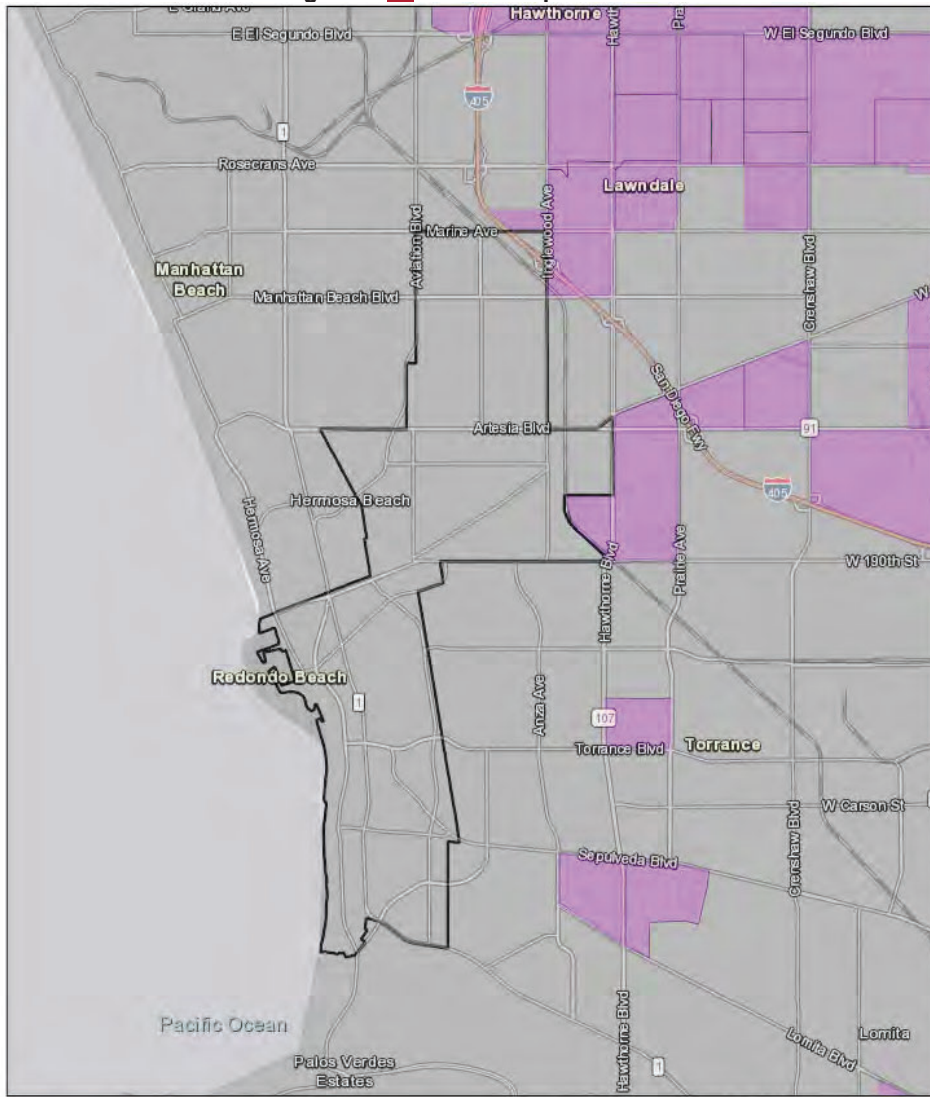 Hawthorne
E El Segundo Blvd
W El Segundo Blvd
405
1
Rosecrans Ave
Lawndale
Aviation Blvd
Inglewood Ave
Marine Ave
Manhattan
Beach
Manhattan Beach Blvd
Crenshaw Blvd
W
San Diego Fwy
Artesia Blvd
91
405
Hermosa Beach
Hermosa Ave
W 190th St
Hawthorne Blvd
Prairie Ave
Redondo Beach
1
Anza Ave
107
Torrance Blvd
Torrance
W Carson St
Crenshaw Blvd
Sepulveda Blvd
Pacific Ocean
Hawthorne Blvd
Lomita Blvd
Lomita
Palos Verdes
Estates
1